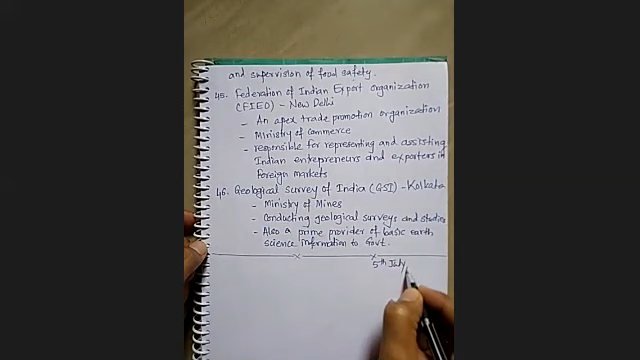 and supervision of food safety.
45. Federation of Indian Export organization
(FIEO) - New Delhi
- An apex trade promotion organization
- Ministry of commerce
- responsible for representing and assisting
Indian entrepreneurs and exporters in
foreign markets
46. Geological Survey of India (GSI) - Kolkata
- Ministry of Mines
- Conducting geological surveys and studies
- Also a prime provider of basic earth
science information to Govt.
5th July